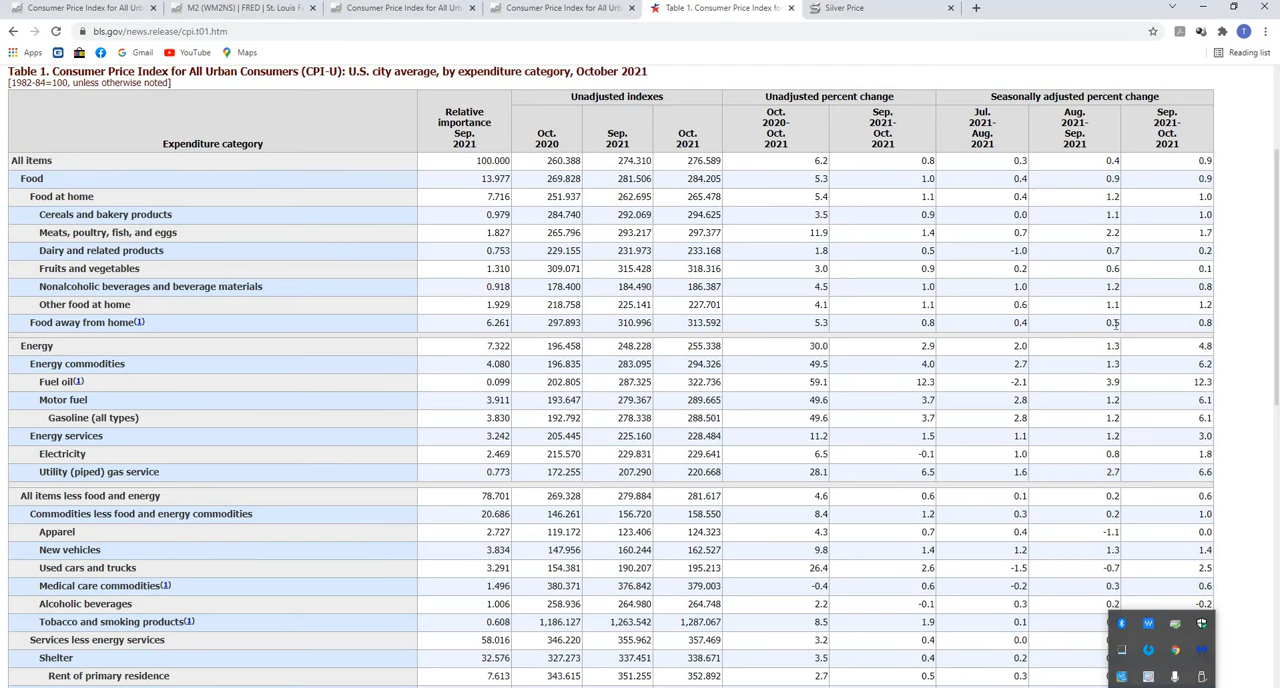 Consumer Price Index for All Urb
M2 (WM2NS) | FRED | St. Louis F
Consumer Price Index for All Urb
Consumer Price Index for All Urb
Table 1. Consumer Price Index fo
Silver Price
bls.gov/news.release/cpi.t01.htm
T
Apps Gmail YouTube Maps Reading list
Table 1. Consumer Price Index for All Urban Consumers (CPI-U): U.S. city average, by expenditure category, October 2021
[1982-84=100, unless otherwise noted]
Expenditure category
Relative importance Sep. 2021
Unadjusted indexes
Oct. 2020
Sep. 2021
Oct. 2021
Unadjusted percent change
Oct. 2020- Oct. 2021
Sep. 2021- Oct. 2021
Seasonally adjusted percent change
Jul. 2021- Aug. 2021
Aug. 2021- Sep. 2021
Sep. 2021- Oct. 2021
All items 100.000 260.388 274.310 276.589 6.2 0.8 0.3 0.4 0.9
Food 13.977 269.828 281.506 284.205 5.3 1.0 0.4 0.9 0.9
Food at home 7.716 251.937 262.695 265.478 5.4 1.1 0.4 1.2 1.0
Cereals and bakery products 0.979 284.740 292.069 294.625 3.5 0.9 0.0 1.1 1.0
Meats, poultry, fish, and eggs 1.827 265.796 293.217 297.377 11.9 1.4 0.7 2.2 1.7
Dairy and related products 0.753 229.155 231.973 233.168 1.8 0.5 -1.0 0.7 0.2
Fruits and vegetables 1.310 309.071 315.428 318.316 3.0 0.9 0.2 0.6 0.1
Nonalcoholic beverages and beverage materials 0.918 178.400 184.490 186.387 4.5 1.0 1.0 1.2 0.8
Other food at home 1.929 218.758 225.141 227.701 4.1 1.1 0.6 1.1 1.2
Food away from home(1) 6.261 297.893 310.996 313.592 5.3 0.8 0.4 0.5 0.8
Energy 7.322 196.458 248.228 255.338 30.0 2.9 2.0 1.3 4.8
Energy commodities 4.080 196.835 283.095 294.326 49.5 4.0 2.7 1.3 6.2
Fuel oil(1) 0.099 202.805 287.325 322.736 59.1 12.3 -2.1 3.9 12.3
Motor fuel 3.911 193.647 279.367 289.665 49.6 3.7 2.8 1.2 6.1
Gasoline (all types) 3.830 192.792 278.338 288.501 49.6 3.7 2.8 1.2 6.1
Energy services 3.242 205.445 225.160 228.484 11.2 1.5 1.1 1.2 3.0
Electricity 2.469 215.570 229.831 229.641 6.5 -0.1 1.0 0.8 1.8
Utility (piped) gas service 0.773 172.255 207.290 220.668 28.1 6.5 1.6 2.7 6.6
All items less food and energy 78.701 269.328 279.884 281.617 4.6 0.6 0.1 0.2 0.6
Commodities less food and energy commodities 20.686 146.261 156.720 158.550 8.4 1.2 0.3 0.2 1.0
Apparel 2.727 119.172 123.406 124.323 4.3 0.7 0.4 -1.1 0.0
New vehicles 3.834 147.956 160.244 162.527 9.8 1.4 1.2 1.3 1.4
Used cars and trucks 3.291 154.381 190.207 195.213 26.4 2.6 -1.5 -0.7 2.5
Medical care commodities(1) 1.496 380.371 376.842 379.003 -0.4 0.6 -0.2 0.3 0.6
Alcoholic beverages 1.006 258.936 264.980 264.748 2.2 -0.1 0.3 0.2 -0.2
Tobacco and smoking products(1) 0.608 1,186.127 1,263.542 1,287.067 8.5 1.9 0.1
Services less energy services 58.016 346.220 355.962 357.469 3.2 0.4 0.0
Shelter 32.576 327.273 337.451 338.671 3.5 0.4 0.2
Rent of primary residence 7.613 343.615 351.255 352.892 2.7 0.5 0.3